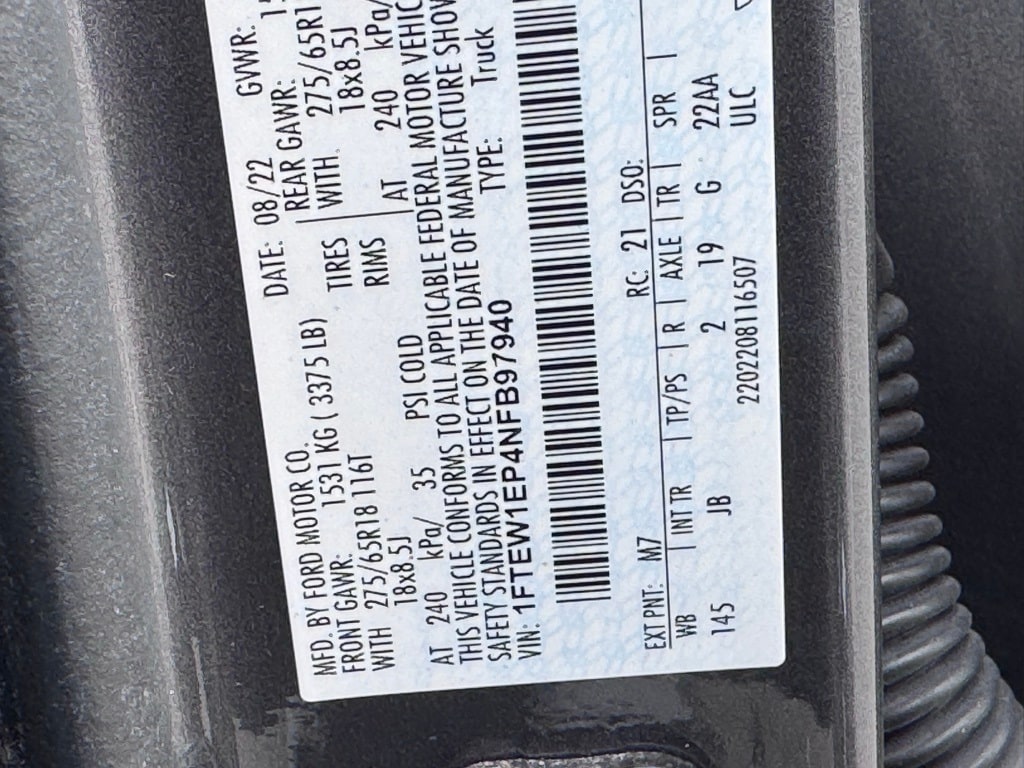 MFD. BY FORD MOTOR CO.
DATE: 08/22 GVWR:
FRONT GAWR: 1531 KG ( 3375 LB) REAR GAWR:
WITH 275/65R18 116T TIRES WITH 275/65R1
18x8.5J RIMS 18x8.5J
AT 240 kPa/ 35 PSI COLD AT 240 kPa/
THIS VEHICLE CONFORMS TO ALL APPLICABLE FEDERAL MOTOR VEHIC
SAFETY STANDARDS IN EFFECT ON THE DATE OF MANUFACTURE SHOW
VIN: 1FTEW1EP4NFB97940 TYPE: Truck
EXT PNT: M7 RC: 21 DSO:
WB | INT TR | TP/PS | R | AXLE | TR | SPR |
145 JB 2 19 G 22AA
ULC
2202208116507